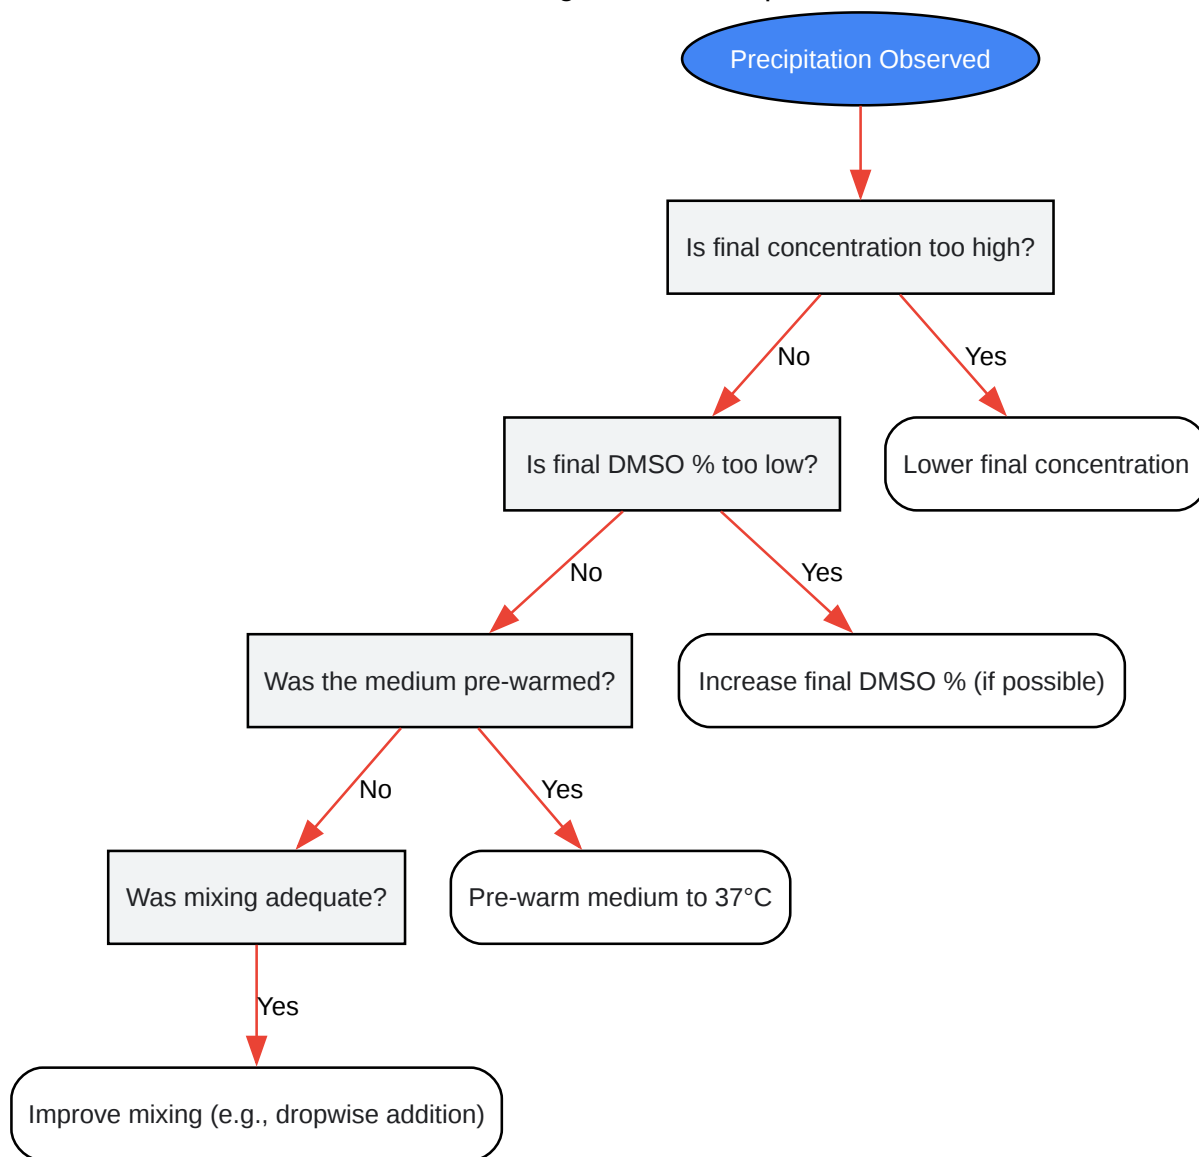 Precipitation Observed
Is final concentration too high?
No
Yes
Is final DMSO % too low?
Lower final concentration
No
Yes
Was the medium pre-warmed?
Increase final DMSO % (if possible)
No
Yes
Was mixing adequate?
Pre-warm medium to 37°C
Yes
Improve mixing (e.g., dropwise addition)